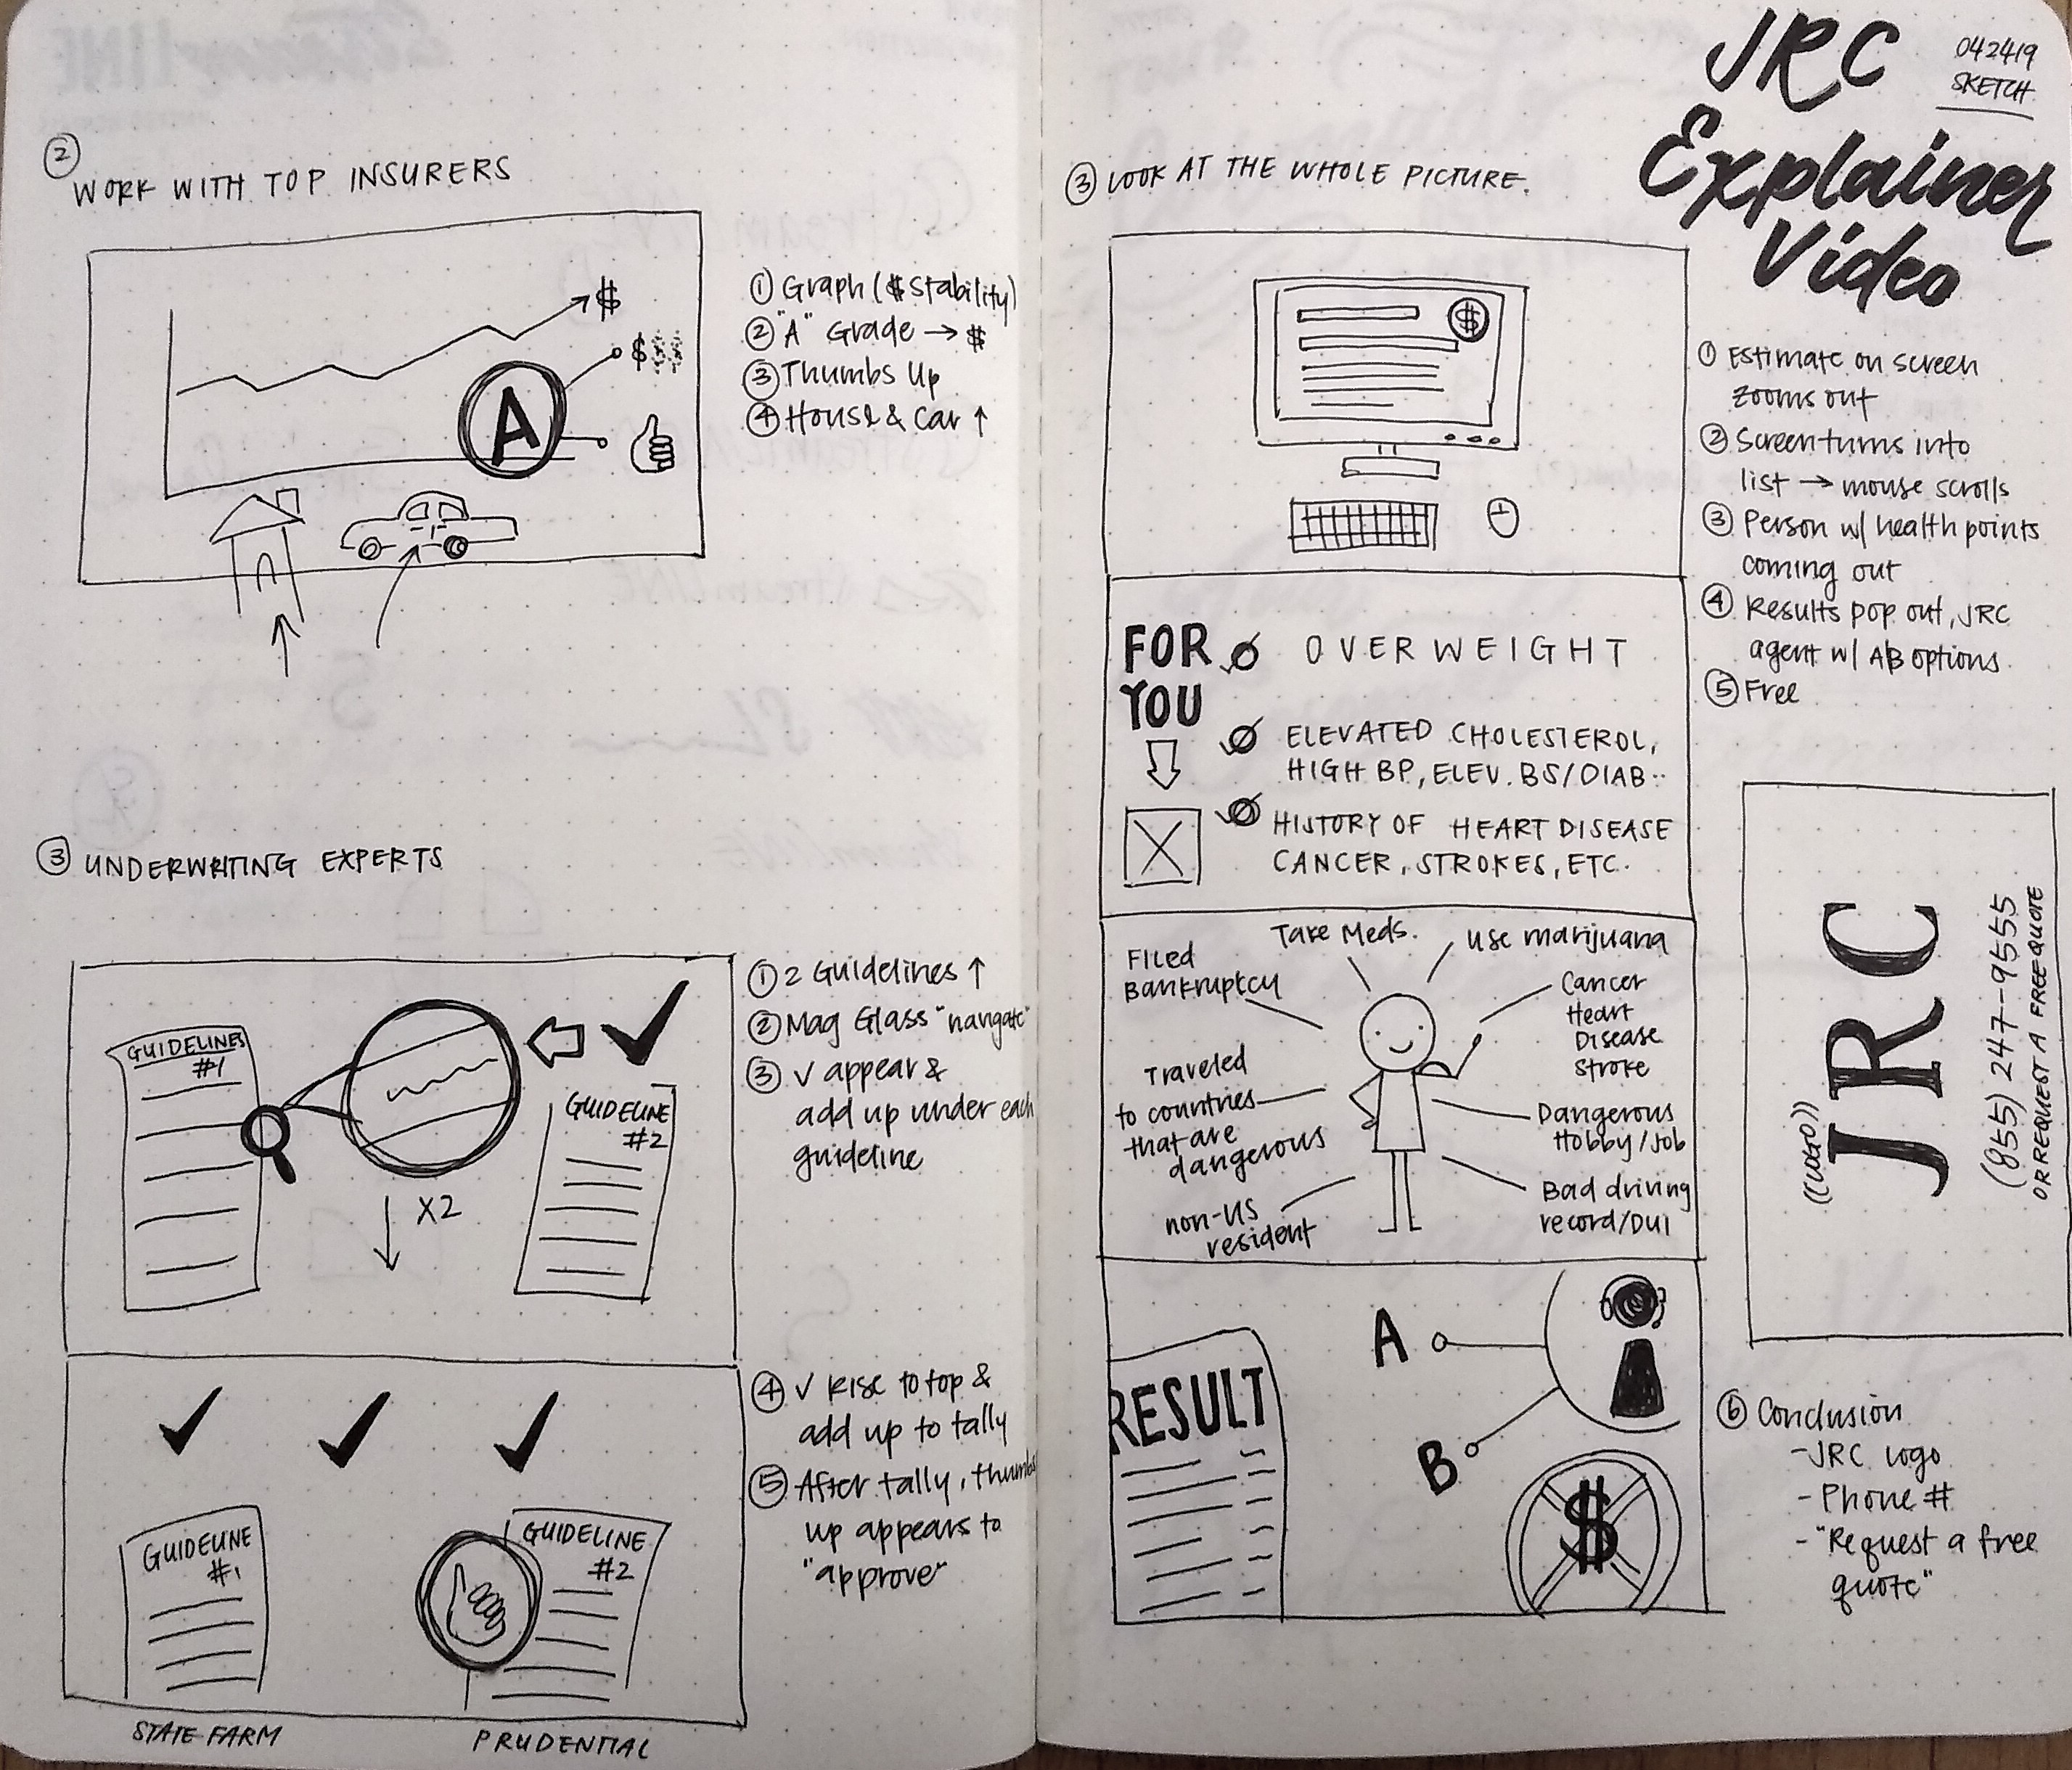 ② WORK WITH TOP INSURERS
$
$$$
A
① Graph ($ stability)
② "A" Grade → $
③ Thumbs Up
④ House & Car ↑
③ UNDERWRITING EXPERTS
GUIDELINES
#1
GUIDELINE
#2
X2
① 2 Guidelines ↑
② Mag Glass "navigate"
③ ✓ appear &
add up under each
guideline
GUIDELINE
#1
GUIDELINE
#2
STATE FARM
PRUDENTIAL
④ ✓ Rise to top &
add up to tally
⑤ After tally, thumbs
up appears to
"approve"
JRC
Explainer
Video
042419
SKETCH
③ LOOK AT THE WHOLE PICTURE.
$
FOR
YOU
OVERWEIGHT
ELEVATED CHOLESTEROL,
HIGH BP, ELEV. BS/DIAB..
HISTORY OF HEART DISEASE
CANCER, STROKES, ETC.
Take Meds.
Use marijuana
Filed
Bankruptcy
Cancer
Heart
Disease
Stroke
Traveled
to countries
that are
dangerous
Dangerous
Hobby/Job
non-US
resident
Bad driving
record/DUI
RESULT
A
B
$
① Estimate on screen
zooms out
② Screen turns into
list → mouse scrolls
③ Person w/ health points
coming out
④ Results pop out, JRC
agent w/ A/B options
⑤ Free
((LOGO))
JRC
(855) 247-9555
OR REQUEST A FREE QUOTE
⑥ Conclusion
- JRC logo
- Phone #
- "Request a free
quote"